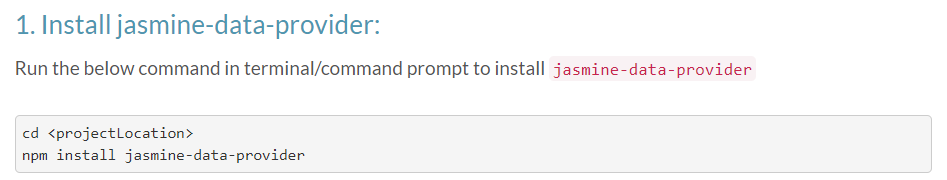 1. Install jasmine-data-provider:
Run the below command in terminal/command prompt to install jasmine-data-provider
cd <projectLocation>
npm install jasmine-data-provider